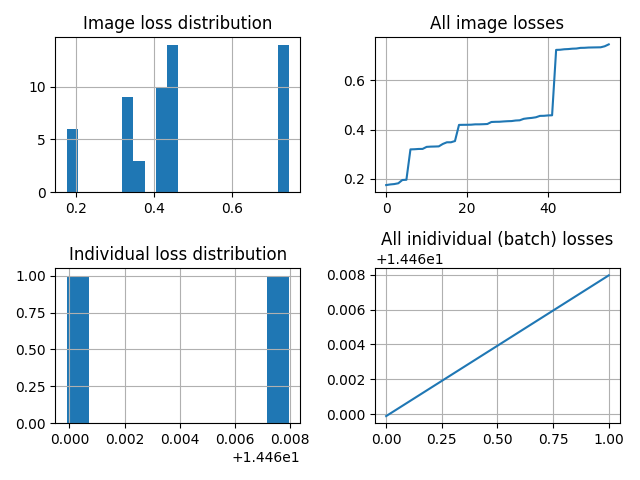 Image loss distribution
10
5
0
0.2 0.4 0.6
All image losses
0.6
0.4
0.2
0 20 40
Individual loss distribution
1.00
0.75
0.50
0.25
0.00
0.000 0.002 0.004 0.006 0.008
+1.446e1
All inidividual (batch) losses
+1.446e1
0.008
0.006
0.004
0.002
0.000
0.00 0.25 0.50 0.75 1.00